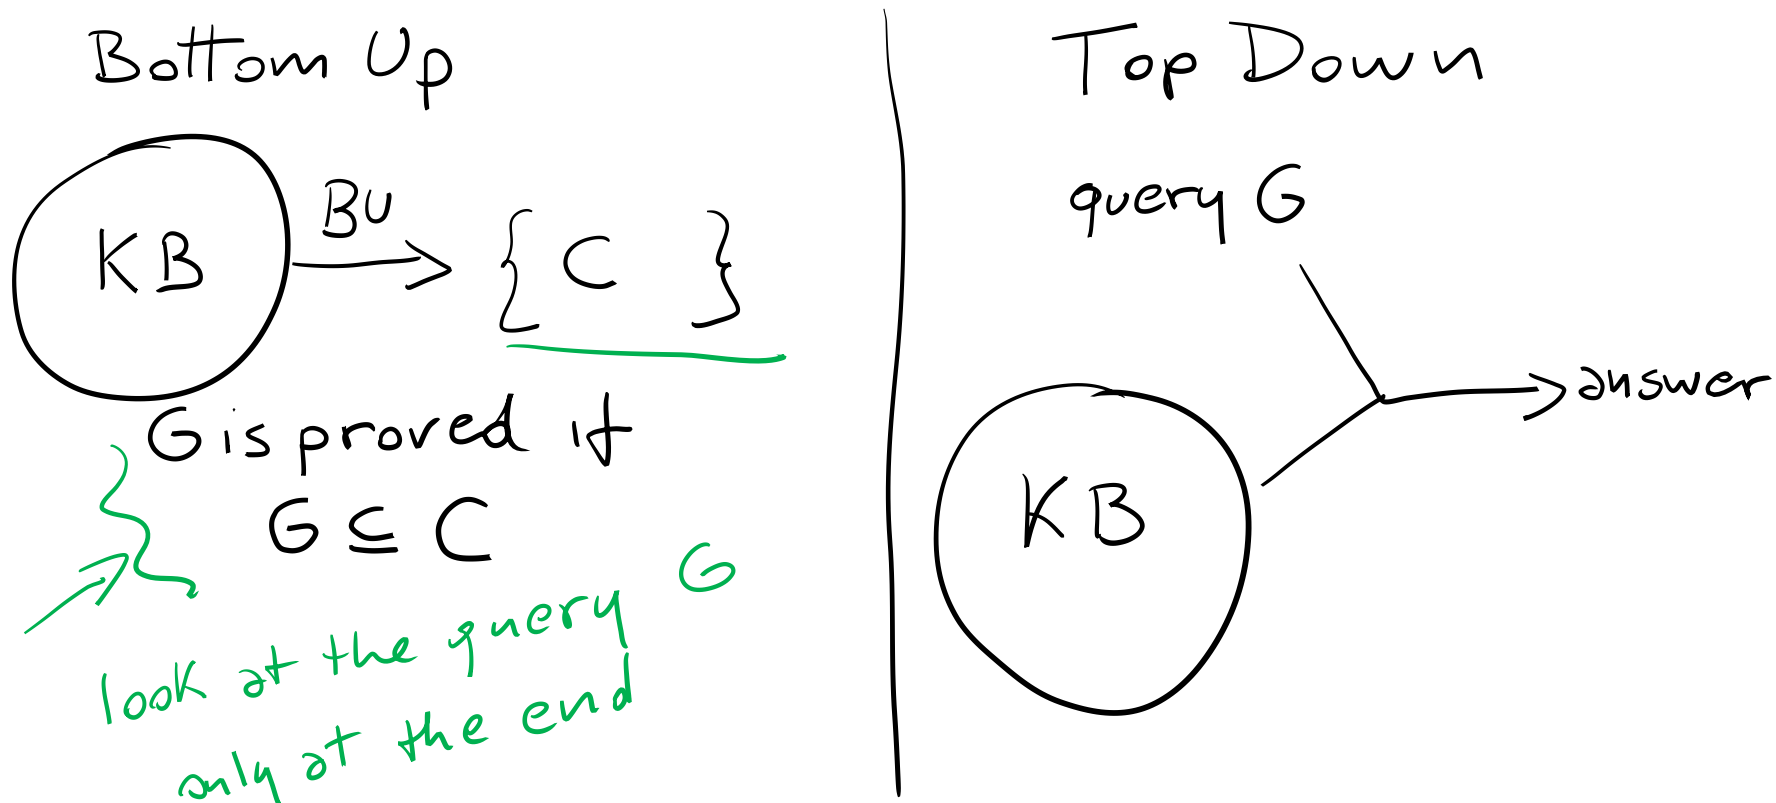 Bottom Up
KB
BU
{ C }
G is proved if
G ⊆ C
look at the query G
only at the end
Top Down
query G
answer
KB